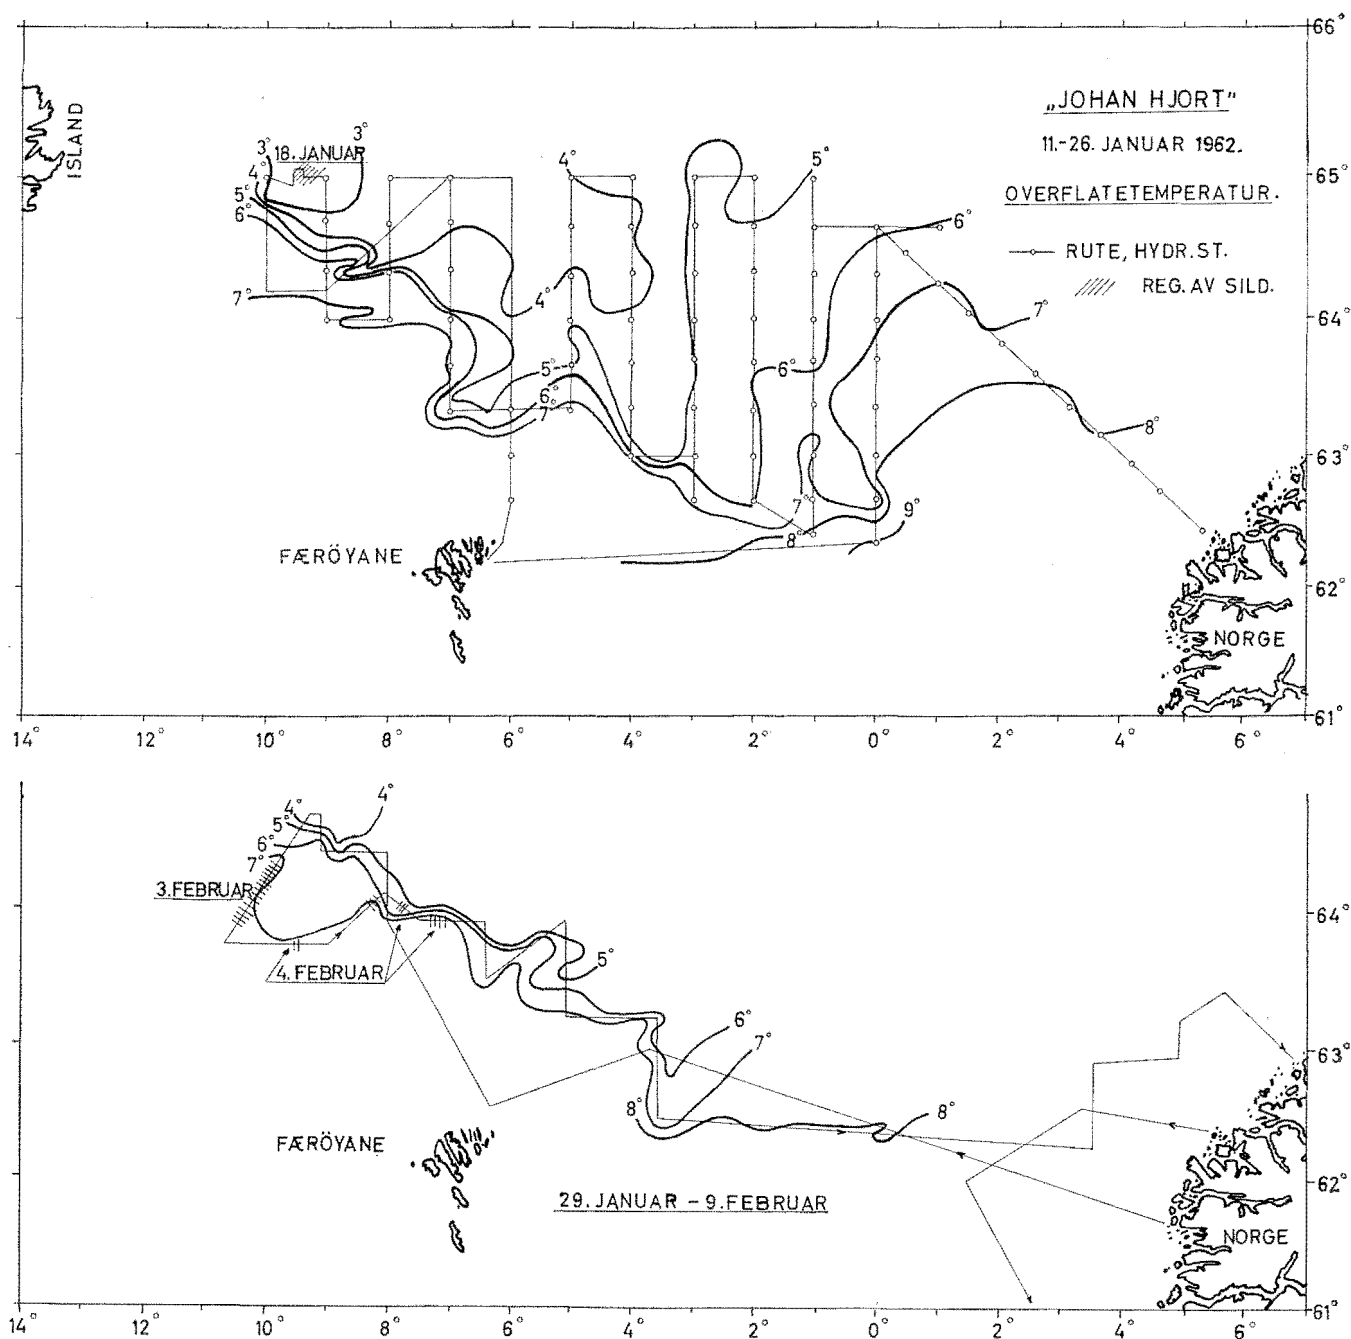 66°
„JOHAN HJORT"
11.-26. JANUAR 1962.
OVERFLATETEMPERATUR.
RUTE, HYDR. ST.
REG. AV SILD.
ISLAND
3°
3°
18. JANUAR
4°
4°
5°
65°
5°
6°
6°
7°
4°
7°
64°
5°
6°
6°
7°
8°
63°
7°
9°
8°
FÆRÖYANE
62°
NORGE
61°
14° 12° 10° 8° 6° 4° 2° 0° 2° 4° 6°
4°
4°
5°
6°
7°
3. FEBRUAR
64°
4. FEBRUAR
5°
6°
7°
63°
8°
8°
FÆRÖYANE
62°
29. JANUAR – 9. FEBRUAR
NORGE
61°
14° 12° 10° 8° 6° 4° 2° 0° 2° 4° 6°